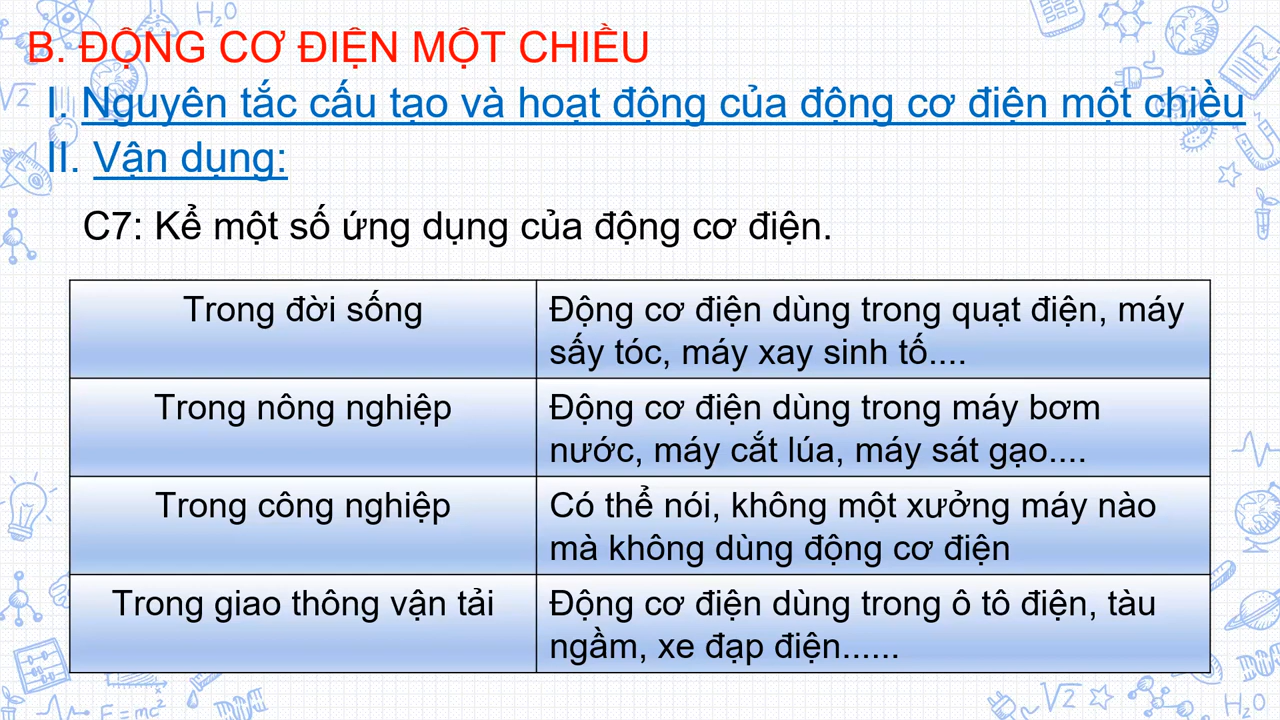 B. ĐỘNG CƠ ĐIỆN MỘT CHIỀU
I. Nguyên tắc cấu tạo và hoạt động của động cơ điện một chiều
II. Vận dụng:
C7: Kể một số ứng dụng của động cơ điện.
Trong đời sống
Động cơ điện dùng trong quạt điện, máy
sấy tóc, máy xay sinh tố....
Trong nông nghiệp
Động cơ điện dùng trong máy bơm
nước, máy cắt lúa, máy sát gạo....
Trong công nghiệp
Có thể nói, không một xưởng máy nào
mà không dùng động cơ điện
Trong giao thông vận tải
Động cơ điện dùng trong ô tô điện, tàu
ngầm, xe đạp điện......
H2O
√2
F=mc²
√2
H2O